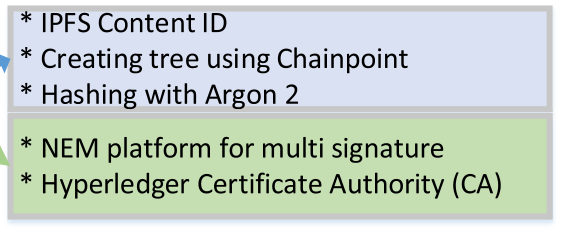 * IPFS Content ID
* Creating tree using Chainpoint
* Hashing with Argon 2
* NEM platform for multi signature
* Hyperledger Certificate Authority (CA)